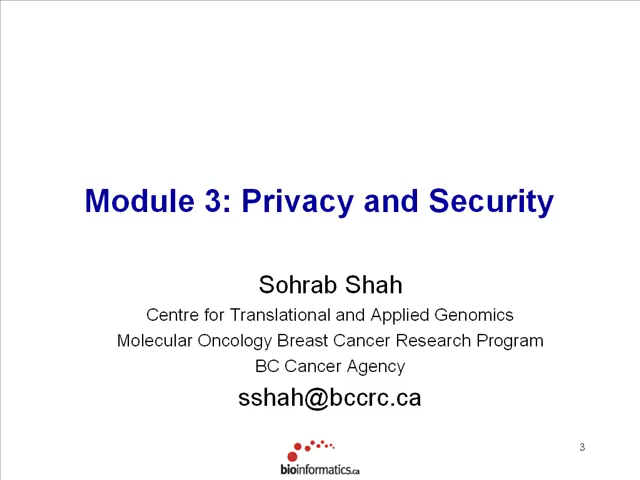 Module 3: Privacy and Security
Sohrab Shah
Centre for Translational and Applied Genomics
Molecular Oncology Breast Cancer Research Program
BC Cancer Agency
sshah@bccrc.ca
3
bioinformatics.ca